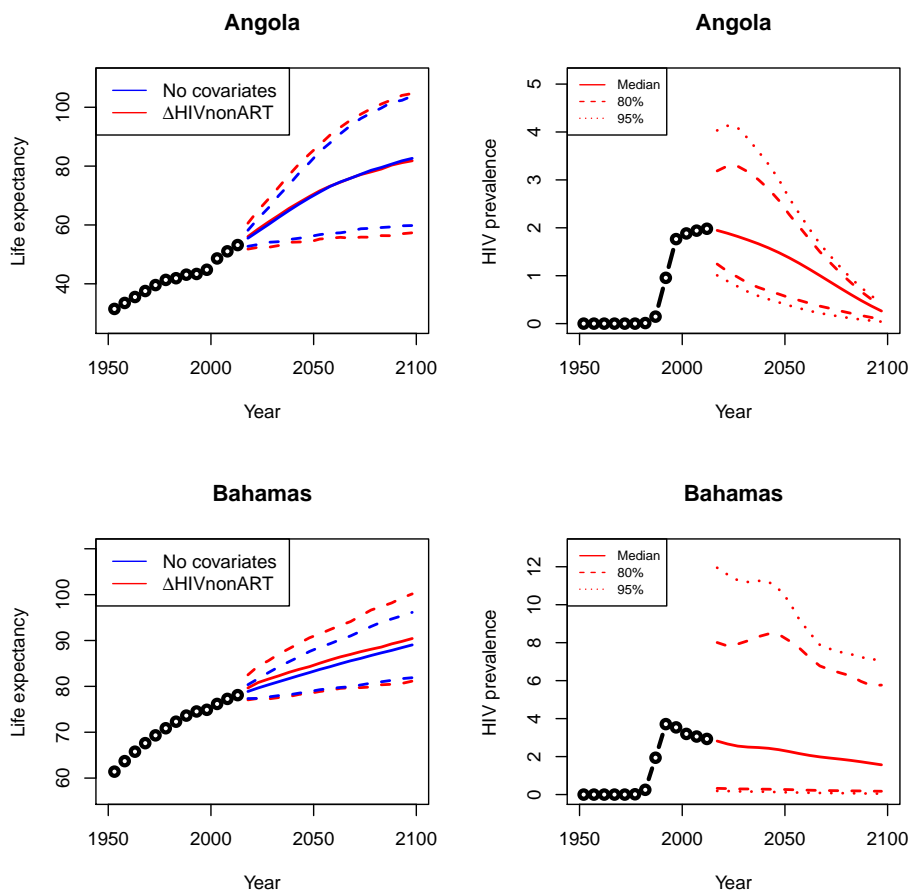 Angola
Life expectancy
100
80
60
40
No covariates
ΔHIVnonART
1950 2000 2050 2100
Year
Angola
HIV prevalence
5
4
3
2
1
0
Median
80%
95%
1950 2000 2050 2100
Year
Bahamas
Life expectancy
100
90
80
70
60
No covariates
ΔHIVnonART
1950 2000 2050 2100
Year
Bahamas
HIV prevalence
12
10
8
6
4
2
0
Median
80%
95%
1950 2000 2050 2100
Year